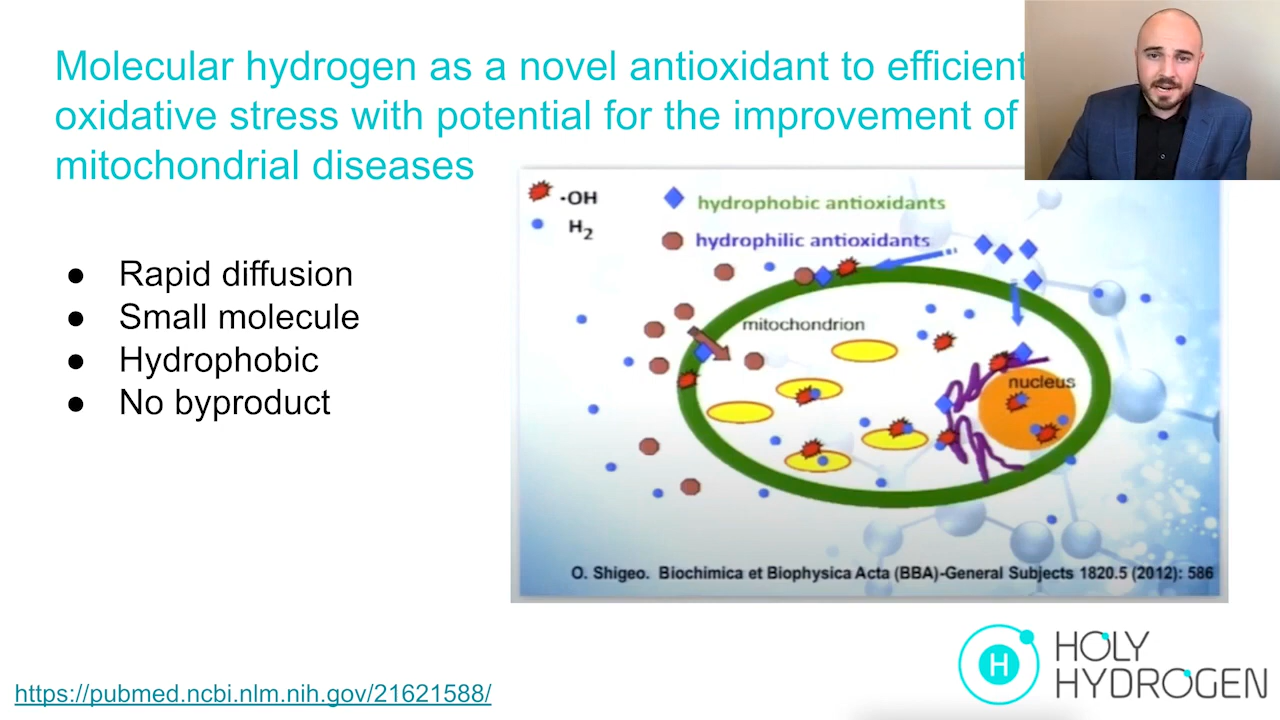 Molecular hydrogen as a novel antioxidant to efficient
oxidative stress with potential for the improvement of
mitochondrial diseases
● Rapid diffusion
● Small molecule
● Hydrophobic
● No byproduct
·OH
H₂
hydrophobic antioxidants
hydrophilic antioxidants
mitochondrion
nucleus
O. Shigeo. Biochimica et Biophysica Acta (BBA)-General Subjects 1820.5 (2012): 586
H
HOLY
HYDROGEN
https://pubmed.ncbi.nlm.nih.gov/21621588/